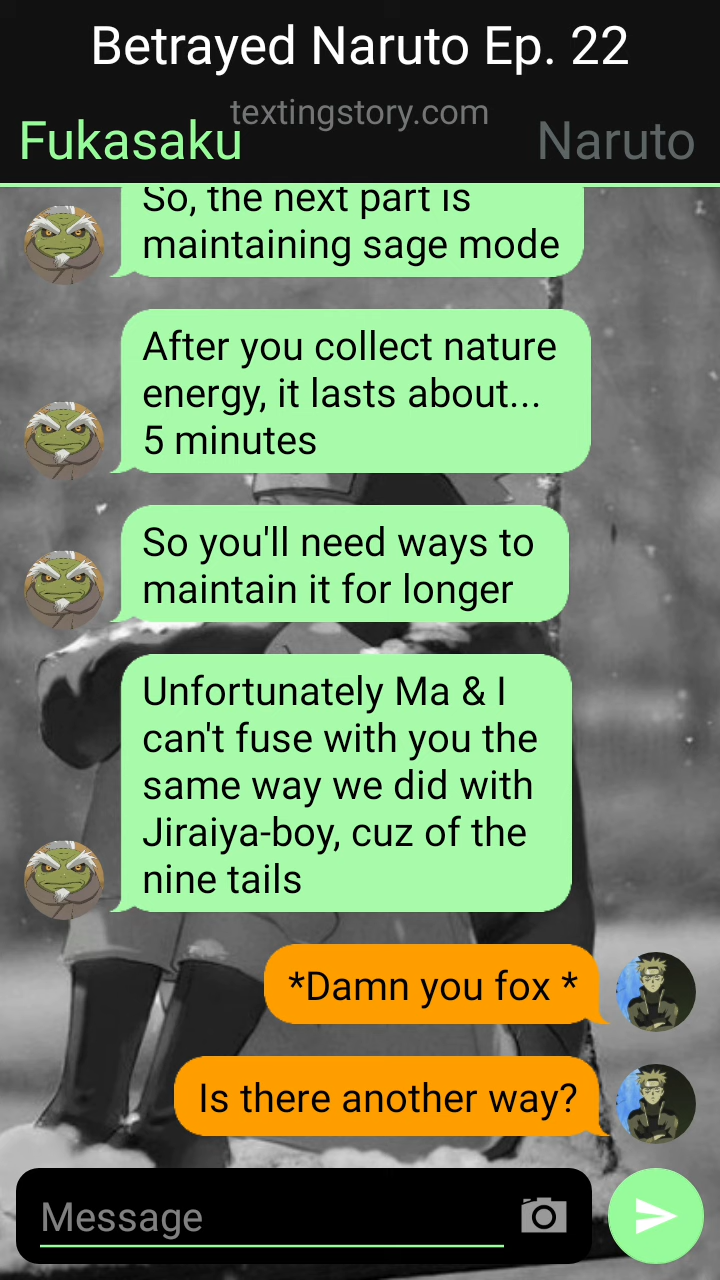 Betrayed Naruto Ep. 22
textingstory.com
Fukasaku
Naruto
So, the next part is
maintaining sage mode
After you collect nature
energy, it lasts about...
5 minutes
So you'll need ways to
maintain it for longer
Unfortunately Ma & I
can't fuse with you the
same way we did with
Jiraiya-boy, cuz of the
nine tails
*Damn you fox *
Is there another way?
Message